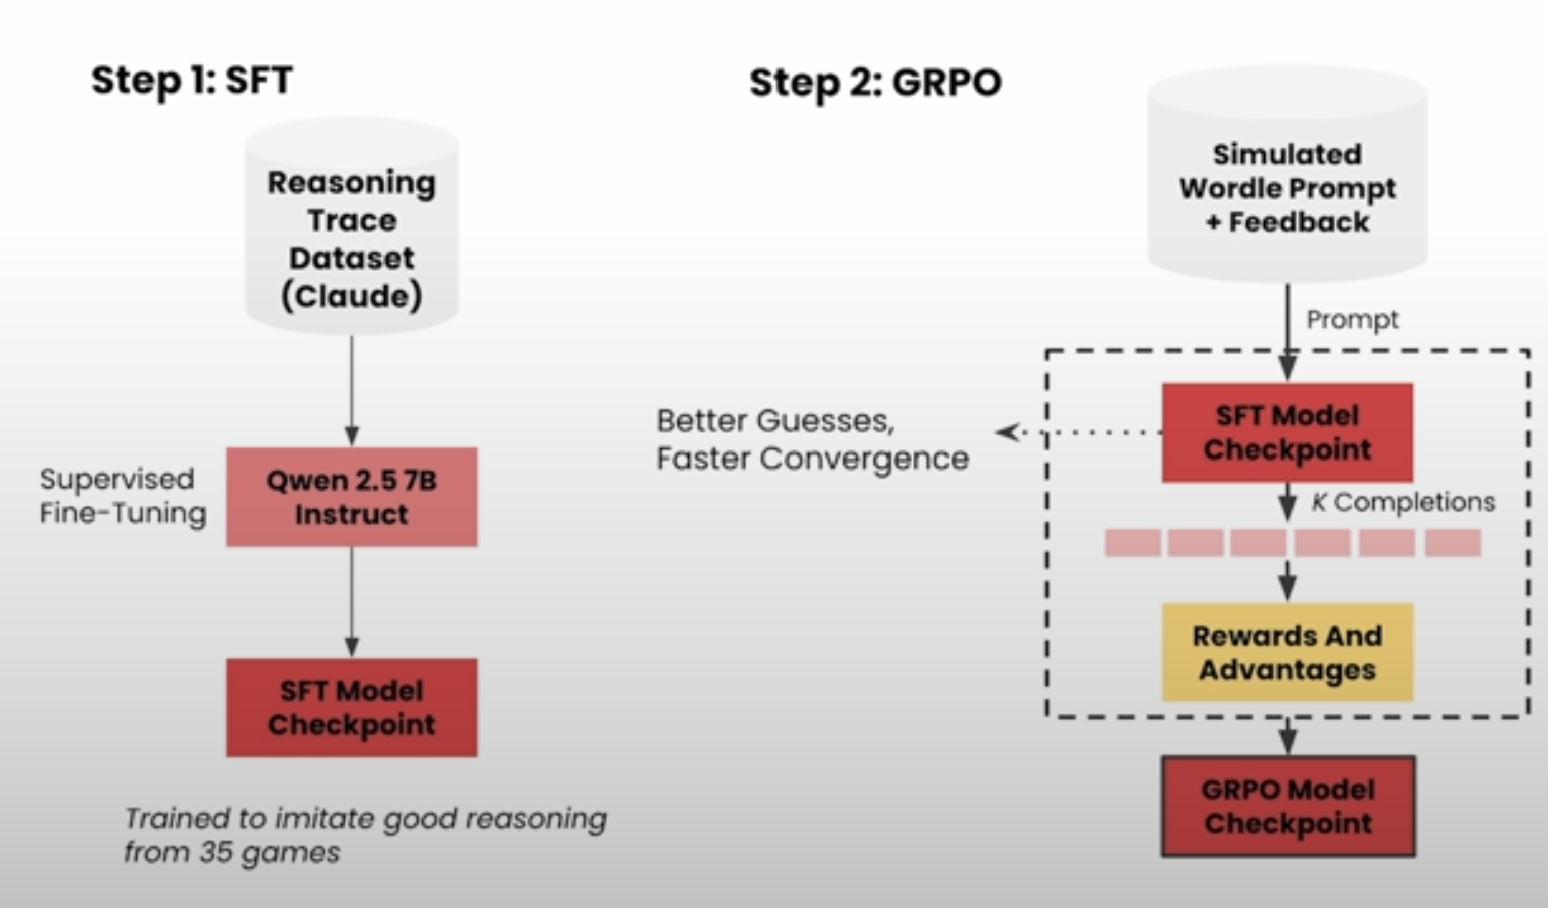 Step 1: SFT
Reasoning
Trace
Dataset
(Claude)
Supervised
Fine-Tuning
Qwen 2.5 7B
Instruct
SFT Model
Checkpoint
Trained to imitate good reasoning
from 35 games
Step 2: GRPO
Simulated
Wordle Prompt
+ Feedback
Prompt
SFT Model
Checkpoint
Better Guesses,
Faster Convergence
K Completions
Rewards And
Advantages
GRPO Model
Checkpoint